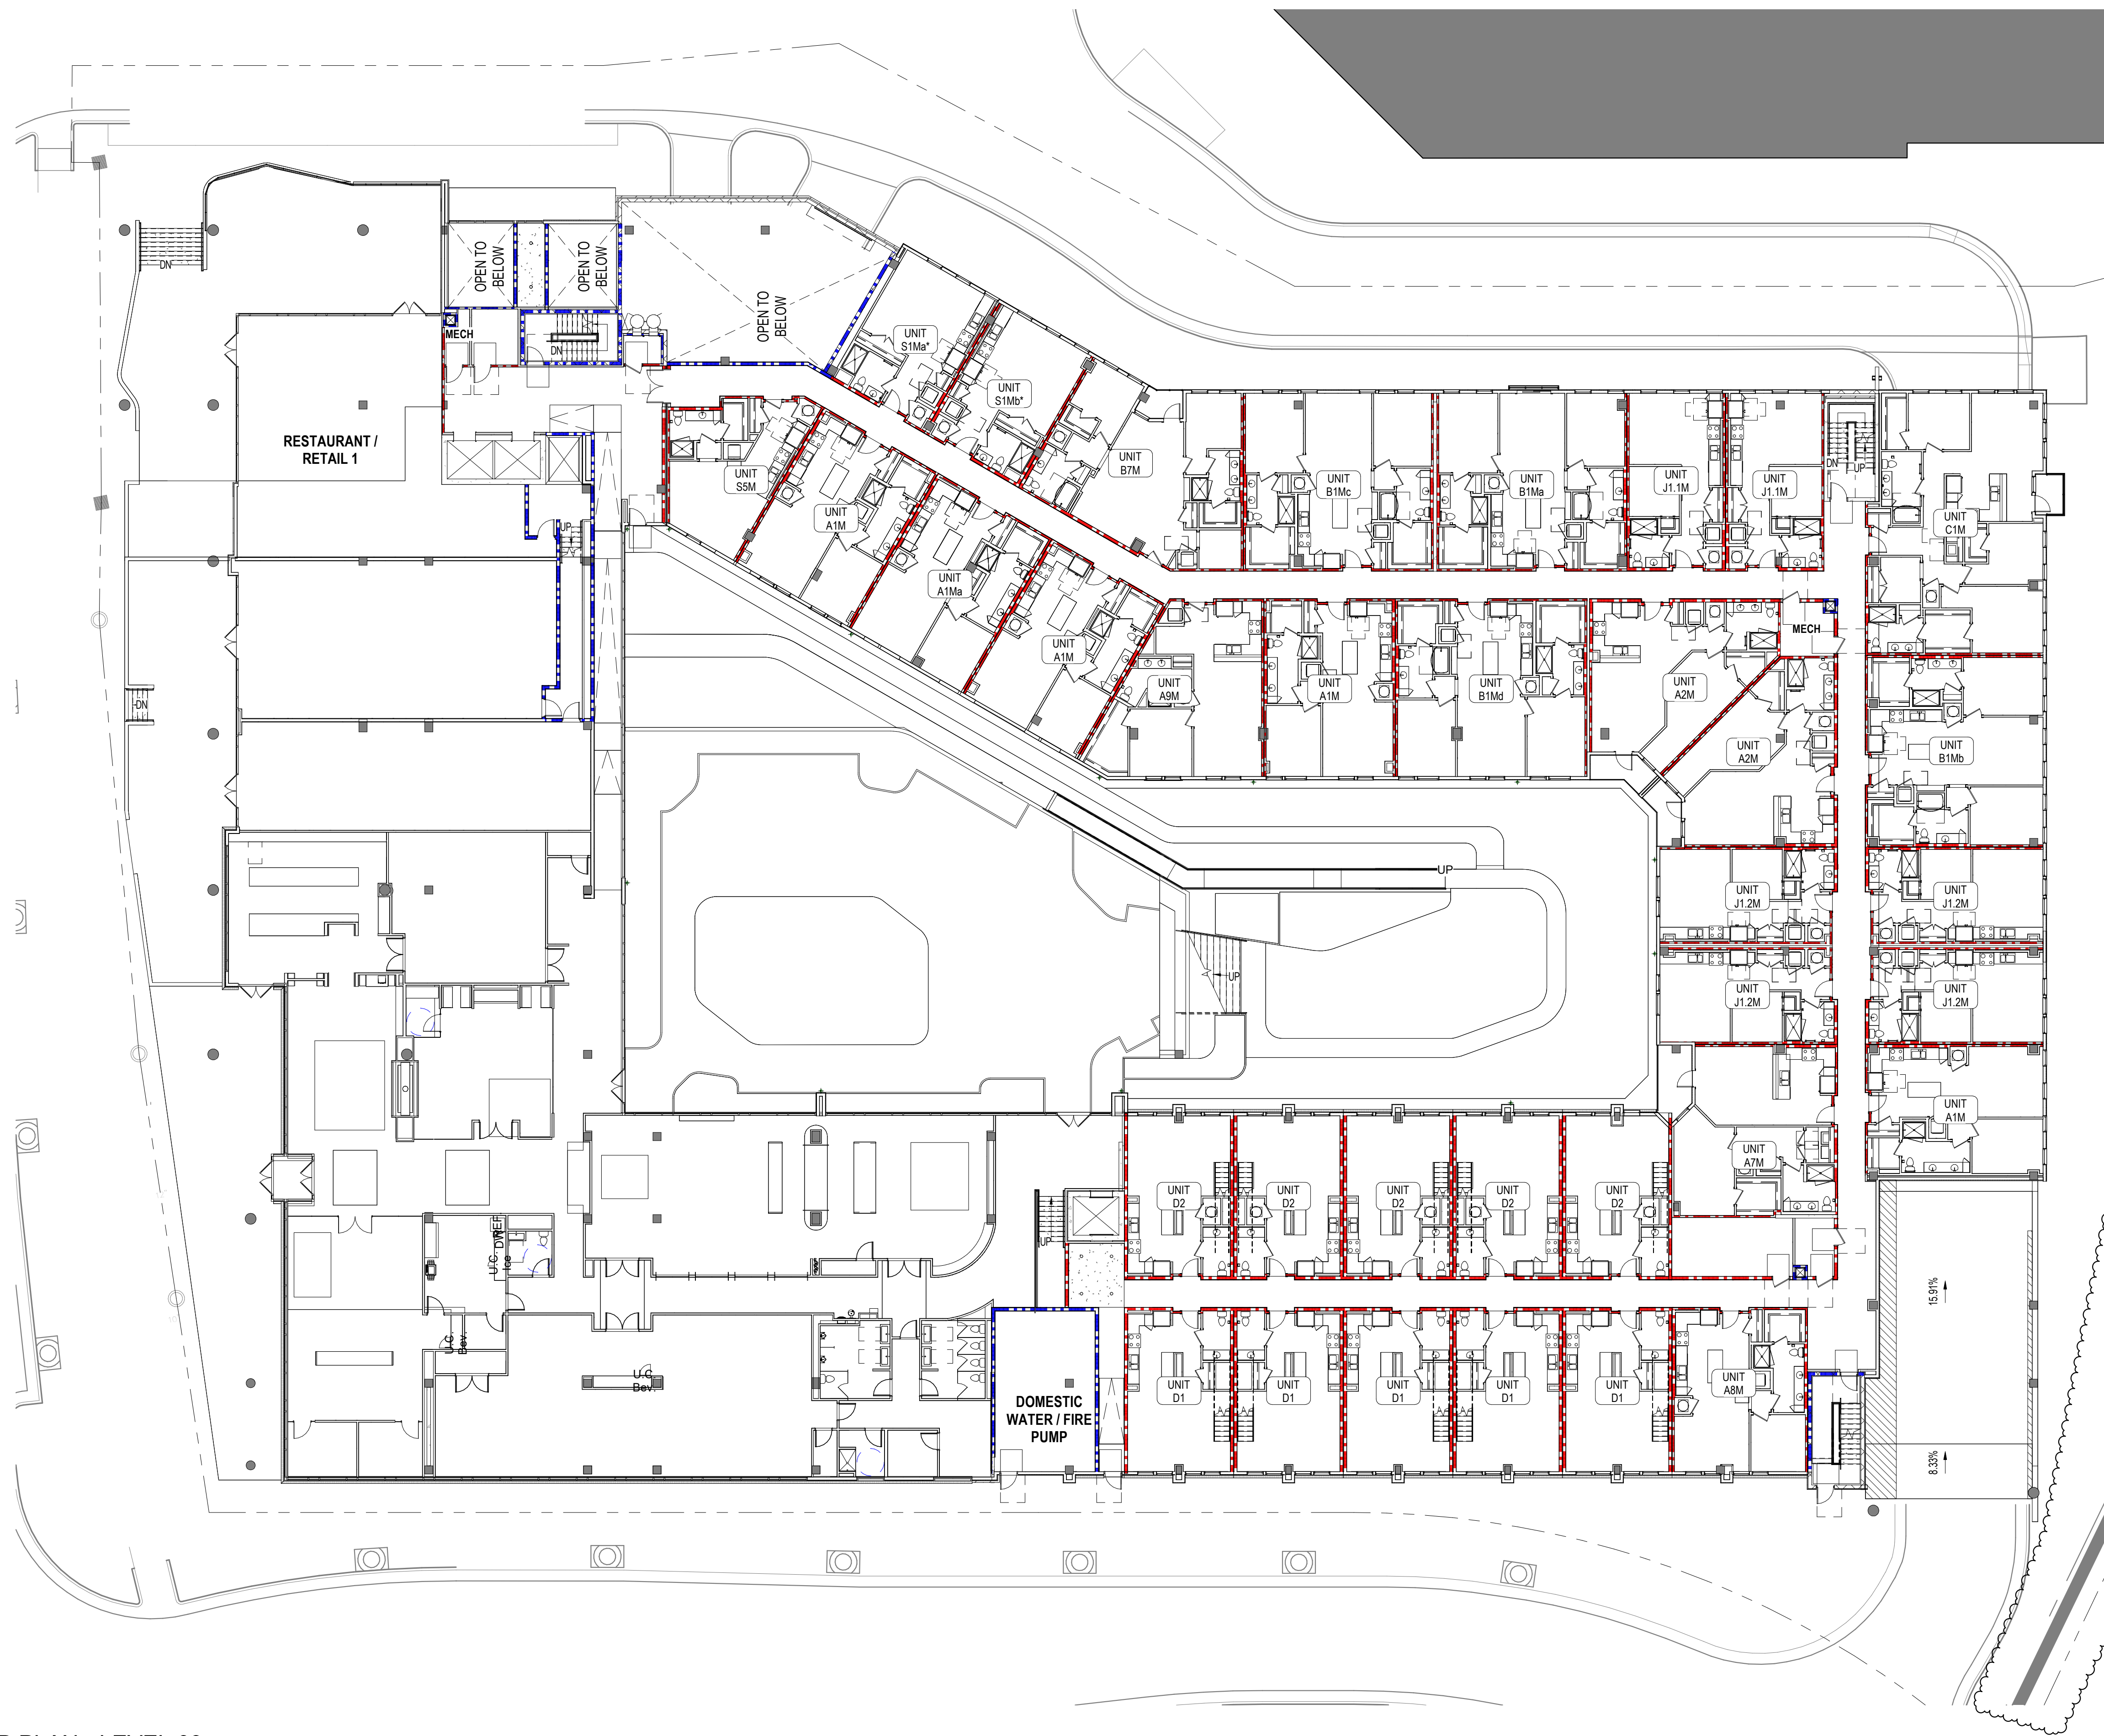 OPEN TO
BELOW
OPEN TO
BELOW
OPEN TO
BELOW
DN
MECH
DN
UNIT
S1Ma*
UNIT
S1Mb*
RESTAURANT /
RETAIL 1
UNIT
S5M
UNIT
B7M
UNIT
B1Mc
UNIT
B1Ma
UNIT
J1.1M
UNIT
J1.1M
DN
UP
UNIT
C1M
UP
UNIT
A1M
UNIT
A1Ma
UNIT
A1M
UNIT
A9M
UNIT
A1M
UNIT
B1Md
UNIT
A2M
MECH
DN
UNIT
A2M
UNIT
B1Mb
UP
UNIT
J1.2M
UNIT
J1.2M
UP
UNIT
J1.2M
UNIT
J1.2M
UNIT
A1M
UNIT
A7M
UNIT
D2
UNIT
D2
UNIT
D2
UNIT
D2
UNIT
D2
UP
REF.
U.C.
Ice
15.91%
U.C.
Bev.
U.C.
Bev.
DOMESTIC
WATER / FIRE
PUMP
UNIT
D1
UNIT
D1
UNIT
D1
UNIT
D1
UNIT
D1
UNIT
A8M
8.33%